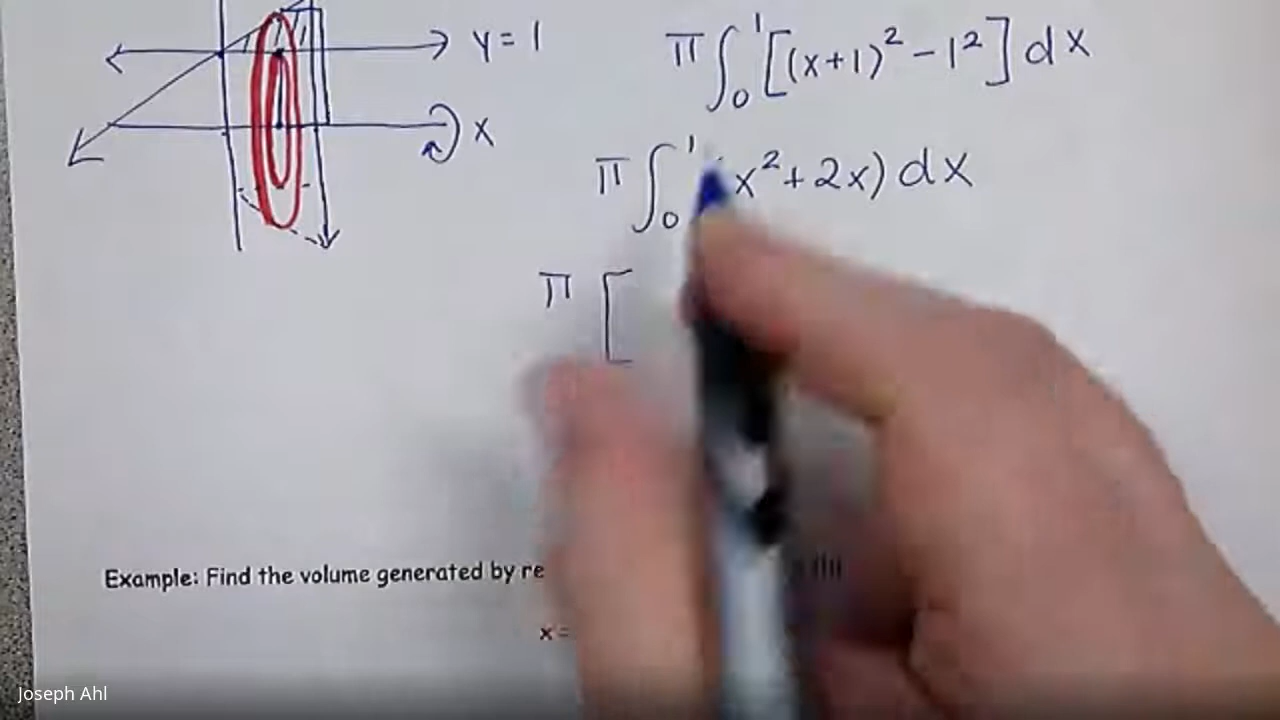 y = 1
π∫₀¹[(x+1)² - 1²] dx
x
π∫₀¹ x² + 2x) dx
π [
Example: Find the volume generated by re
x =
Joseph Ahl